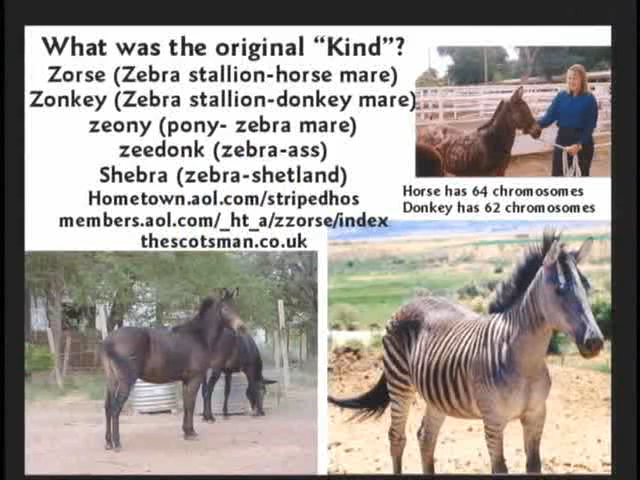 What was the original “Kind”?
Zorse (Zebra stallion-horse mare)
Zonkey (Zebra stallion-donkey mare)
zeony (pony- zebra mare)
zeedonk (zebra-ass)
Shebra (zebra-shetland)
Hometown.aol.com/stripedhos
members.aol.com/_ht_a/zzorse/index
thescotsman.co.uk
Horse has 64 chromosomes
Donkey has 62 chromosomes